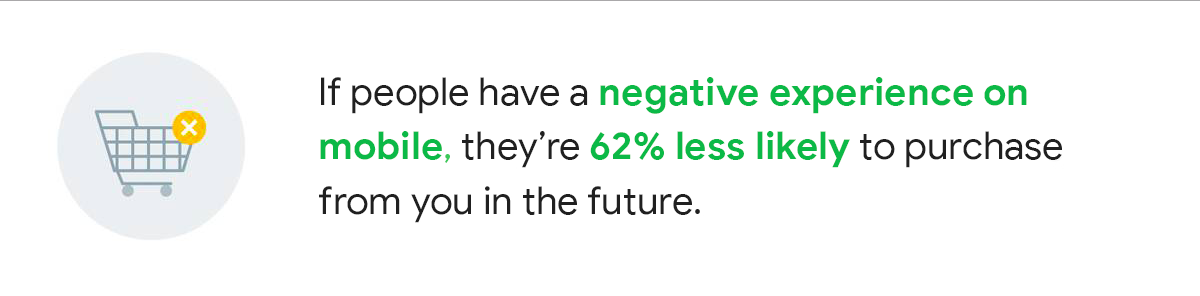 If people have a negative experience on
mobile, they’re 62% less likely to purchase
from you in the future.